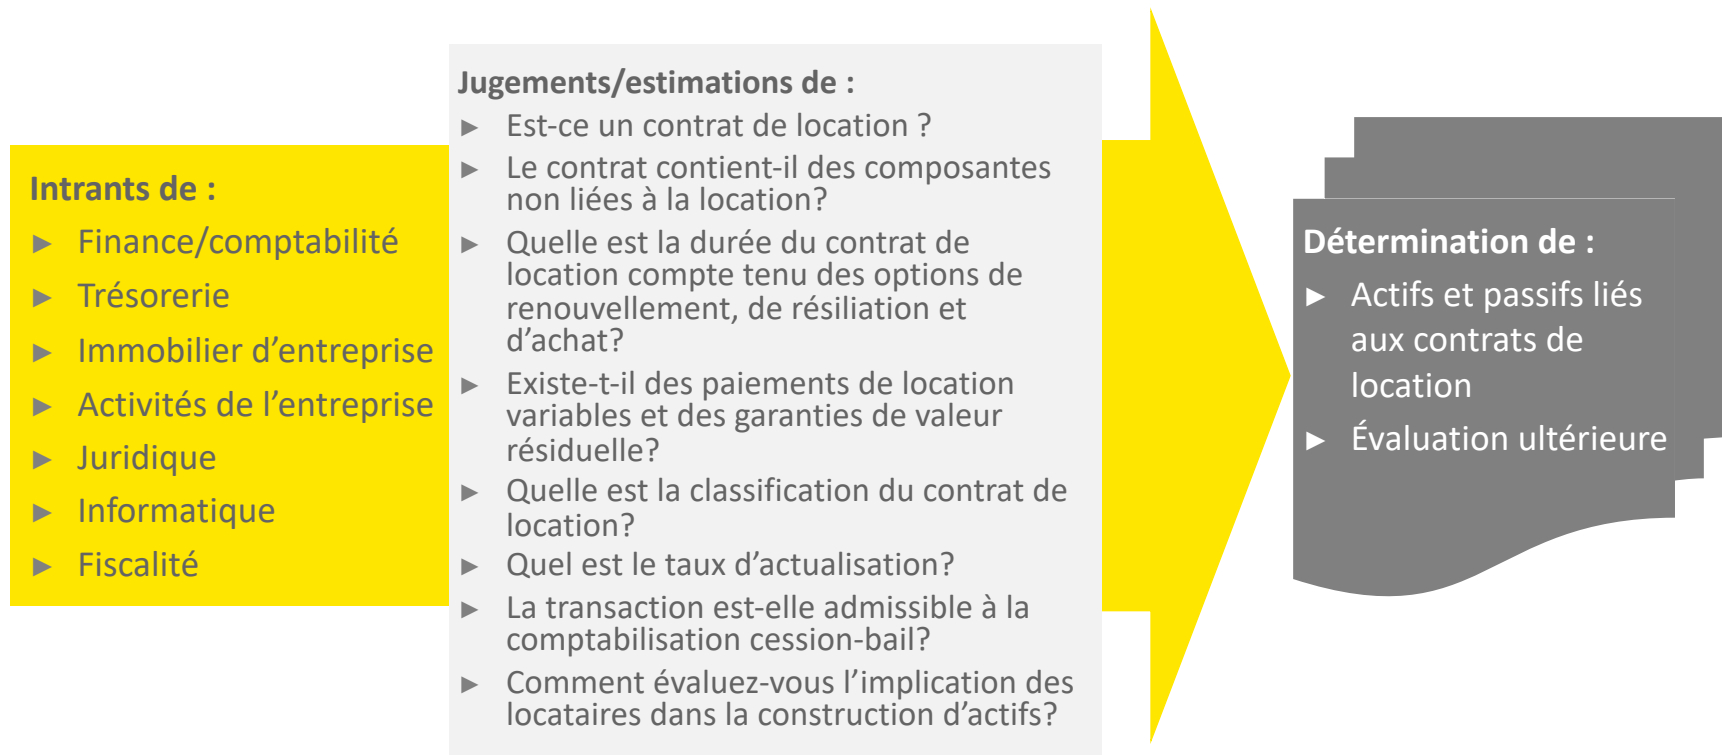 Intrants de :
► Finance/comptabilité
► Trésorerie
► Immobilier d’entreprise
► Activités de l’entreprise
► Juridique
► Informatique
► Fiscalité
Jugements/estimations de :
► Est-ce un contrat de location ?
► Le contrat contient-il des composantes
non liées à la location?
► Quelle est la durée du contrat de
location compte tenu des options de
renouvellement, de résiliation et
d’achat?
► Existe-t-il des paiements de location
variables et des garanties de valeur
résiduelle?
► Quelle est la classification du contrat de
location?
► Quel est le taux d’actualisation?
► La transaction est-elle admissible à la
comptabilisation cession-bail?
► Comment évaluez-vous l’implication des
locataires dans la construction d’actifs?
Détermination de :
► Actifs et passifs liés
aux contrats de
location
► Évaluation ultérieure